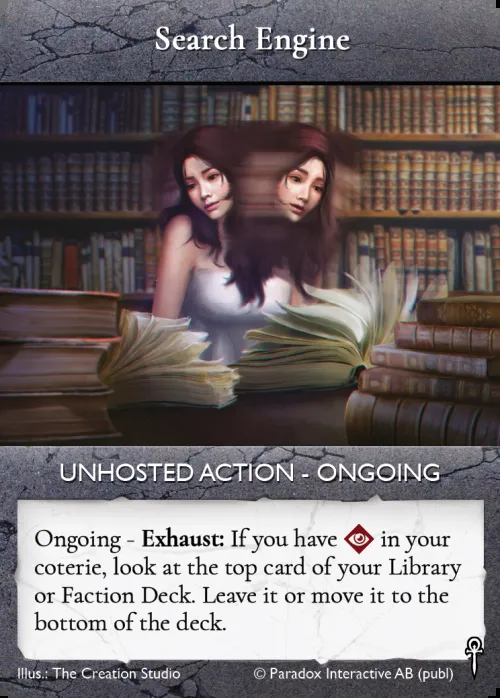 Search Engine
UNHOSTED ACTION - ONGOING
Ongoing - Exhaust: If you have in your
coterie, look at the top card of your Library
or Faction Deck. Leave it or move it to the
bottom of the deck.
Illus.: The Creation Studio © Paradox Interactive AB (publ)